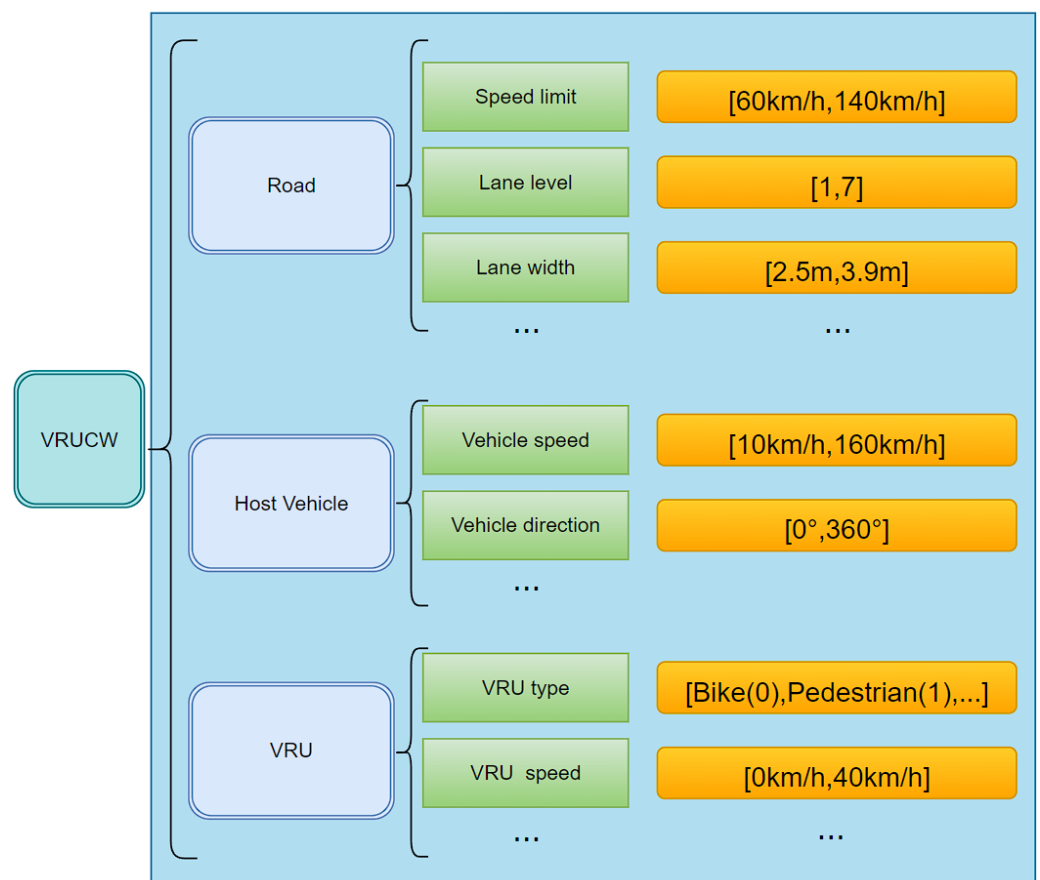 VRUCW
Road
Speed limit
[60km/h,140km/h]
Lane level
[1,7]
Lane width
[2.5m,3.9m]
...
...
Host Vehicle
Vehicle speed
[10km/h,160km/h]
Vehicle direction
[0°,360°]
...
VRU
VRU type
[Bike(0),Pedestrian(1),...]
VRU  speed
[0km/h,40km/h]
...
...